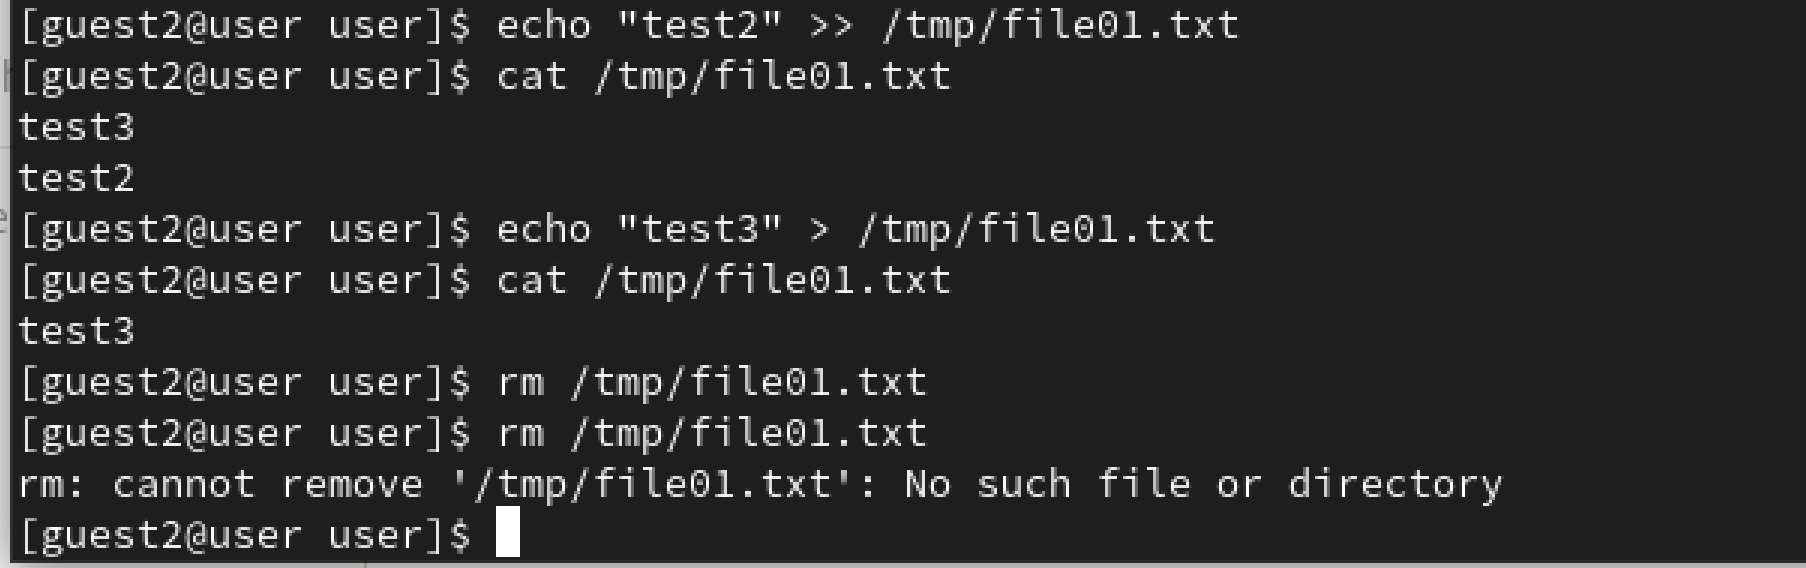 [guest2@user user]$ echo "test2" >> /tmp/file01.txt
[guest2@user user]$ cat /tmp/file01.txt
test3
test2
[guest2@user user]$ echo "test3" > /tmp/file01.txt
[guest2@user user]$ cat /tmp/file01.txt
test3
[guest2@user user]$ rm /tmp/file01.txt
[guest2@user user]$ rm /tmp/file01.txt
rm: cannot remove '/tmp/file01.txt': No such file or directory
[guest2@user user]$